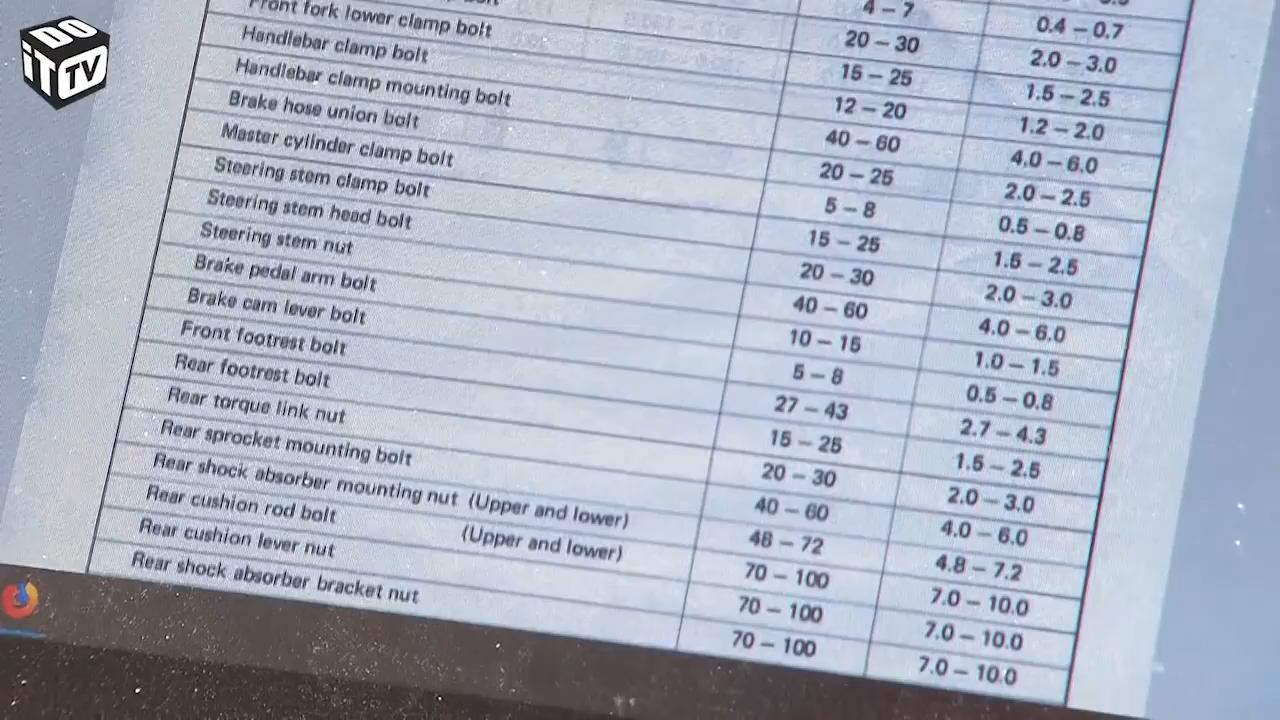 DO
iT TV
4 – 7 0.4 – 0.7
20 – 30 2.0 – 3.0
Front fork lower clamp bolt 15 – 25 1.5 – 2.5
Handlebar clamp bolt 12 – 20 1.2 – 2.0
Handlebar clamp mounting bolt 40 – 60 4.0 – 6.0
Brake hose union bolt 20 – 25 2.0 – 2.5
Master cylinder clamp bolt 5 – 8 0.5 – 0.8
Steering stem clamp bolt 15 – 25 1.5 – 2.5
Steering stem head bolt 20 – 30 2.0 – 3.0
Steering stem nut 40 – 60 4.0 – 6.0
Brake pedal arm bolt 10 – 15 1.0 – 1.5
Brake cam lever bolt 5 – 8 0.5 – 0.8
Front footrest bolt 27 – 43 2.7 – 4.3
Rear footrest bolt 15 – 25 1.5 – 2.5
Rear torque link nut 20 – 30 2.0 – 3.0
Rear sprocket mounting bolt 40 – 60 4.0 – 6.0
Rear shock absorber mounting nut (Upper and lower) 48 – 72 4.8 – 7.2
Rear cushion rod bolt (Upper and lower) 70 – 100 7.0 – 10.0
Rear cushion lever nut 70 – 100 7.0 – 10.0
Rear shock absorber bracket nut 70 – 100 7.0 – 10.0